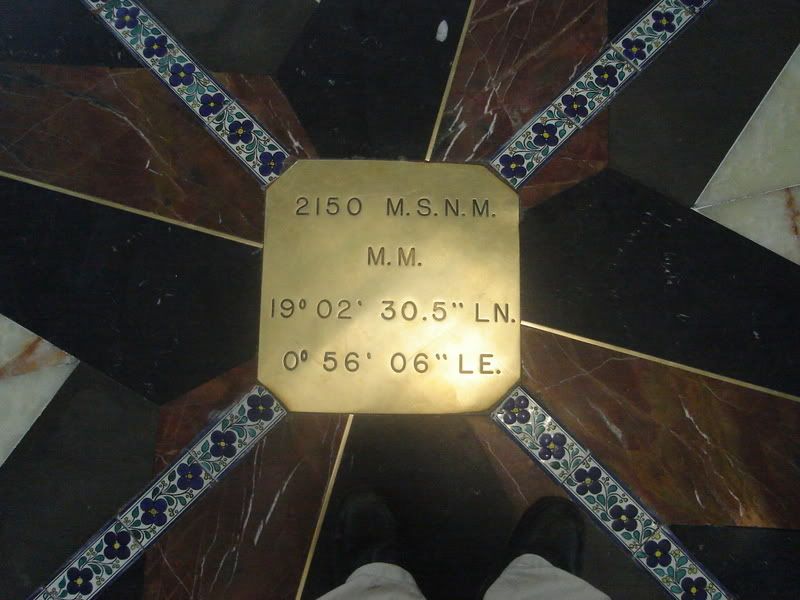 2150 M.S.N.M.
M.M.
19° 02' 30.5" LN.
0° 56' 06" LE.